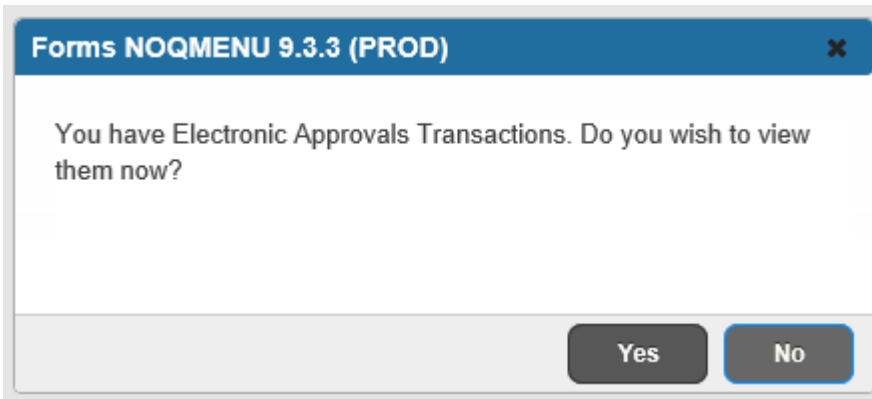 Forms NOQMENU 9.3.3 (PROD)
You have Electronic Approvals Transactions. Do you wish to view
them now?
Yes No